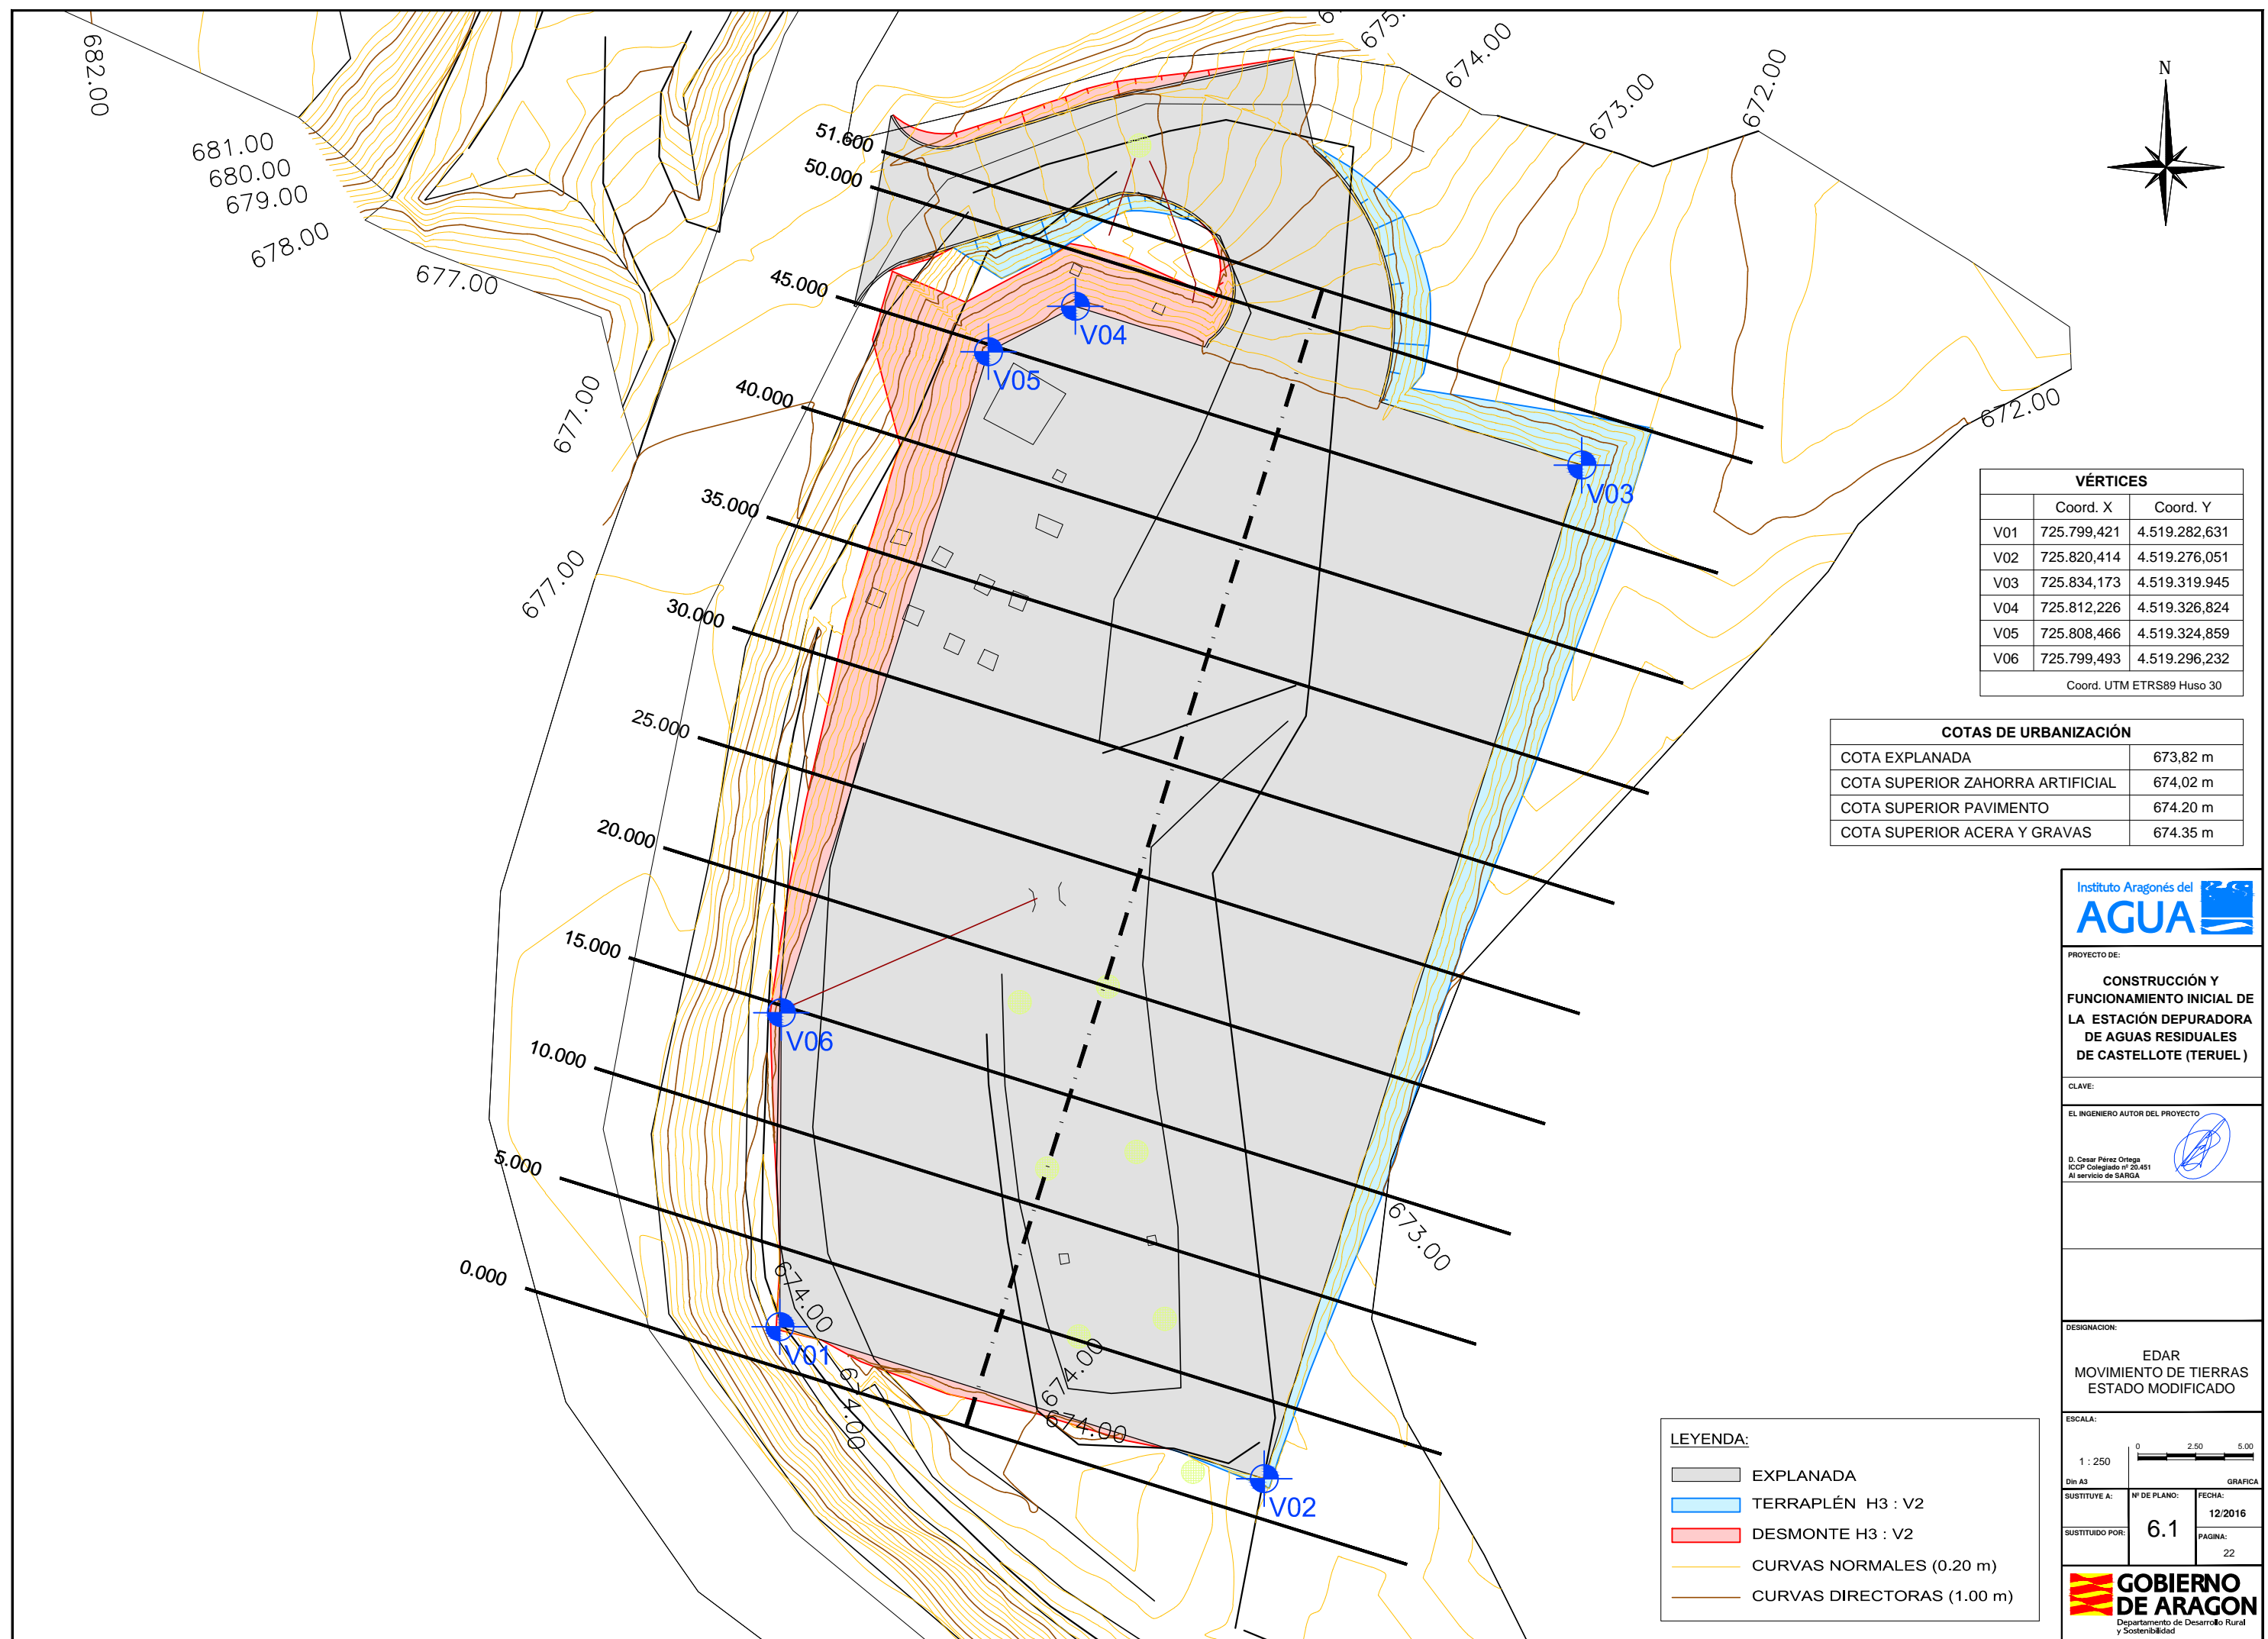 682.00
681.00
680.00
679.00
678.00
677.00
677.00
677.00
675.
674.00
673.00
672.00
672.00
N
51.600
50.000
45.000
40.000
35.000
30.000
25.000
20.000
15.000
10.000
5.000
0.000
V04
V05
V03
V06
V01
V02
674.00
674.00
674.00
674.00
673.00
VÉRTICES
Coord. X Coord. Y
V01 725.799,421 4.519.282,631
V02 725.820,414 4.519.276,051
V03 725.834,173 4.519.319.945
V04 725.812,226 4.519.326,824
V05 725.808,466 4.519.324,859
V06 725.799,493 4.519.296,232
Coord. UTM ETRS89 Huso 30
COTAS DE URBANIZACIÓN
COTA EXPLANADA 673,82 m
COTA SUPERIOR ZAHORRA ARTIFICIAL 674,02 m
COTA SUPERIOR PAVIMENTO 674.20 m
COTA SUPERIOR ACERA Y GRAVAS 674.35 m
LEYENDA:
EXPLANADA
TERRAPLÉN H3 : V2
DESMONTE H3 : V2
CURVAS NORMALES (0.20 m)
CURVAS DIRECTORAS (1.00 m)
Instituto Aragonés del
AGUA
PROYECTO DE:
CONSTRUCCIÓN Y
FUNCIONAMIENTO INICIAL DE
LA ESTACIÓN DEPURADORA
DE AGUAS RESIDUALES
DE CASTELLOTE (TERUEL )
CLAVE:
EL INGENIERO AUTOR DEL PROYECTO
D. Cesar Pérez Ortega
ICCP Colegiado nº 20.451
Al servicio de SARGA
DESIGNACION:
EDAR
MOVIMIENTO DE TIERRAS
ESTADO MODIFICADO
ESCALA:
1 : 250
0 2.50 5.00
Din A3
GRAFICA
SUSTITUYE A:
Nº DE PLANO:
FECHA:
12/2016
SUSTITUIDO POR:
6.1
PAGINA:
22
GOBIERNO
DE ARAGON
Departamento de Desarrollo Rural
y Sostenibilidad